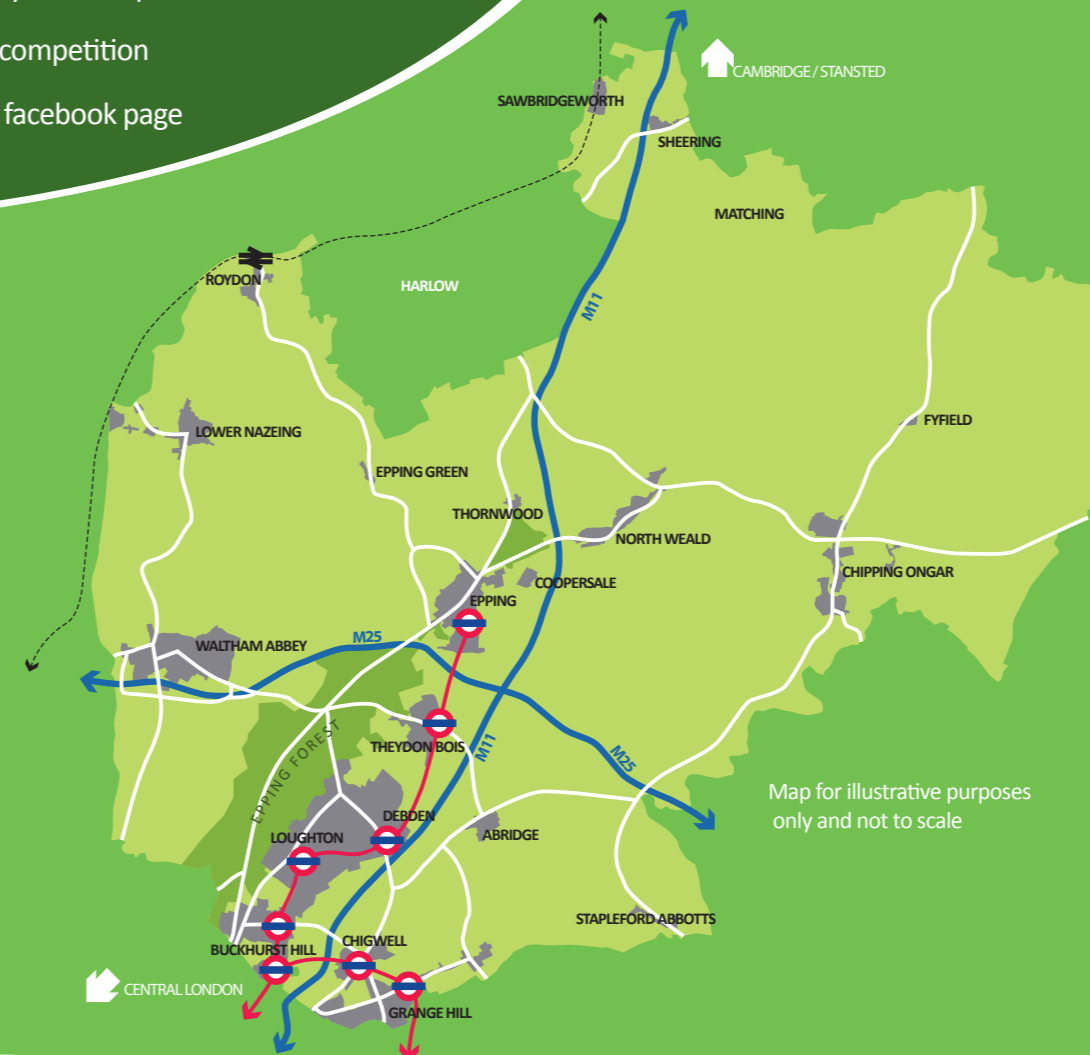 competition
facebook page
CAMBRIDGE / STANSTED
SAWBRIDGEWORTH
SHEERING
MATCHING
ROYDON
HARLOW
M11
LOWER NAZEING
FYFIELD
EPPING GREEN
THORNWOOD
NORTH WEALD
CHIPPING ONGAR
COOPERSALE
EPPING
WALTHAM ABBEY
M25
THEYDON BOIS
M11
M25
EPPING FOREST
Map for illustrative purposes
only and not to scale
DEBDEN
LOUGHTON
ABRIDGE
STAPLEFORD ABBOTTS
BUCKHURST HILL
CHIGWELL
CENTRAL LONDON
GRANGE HILL